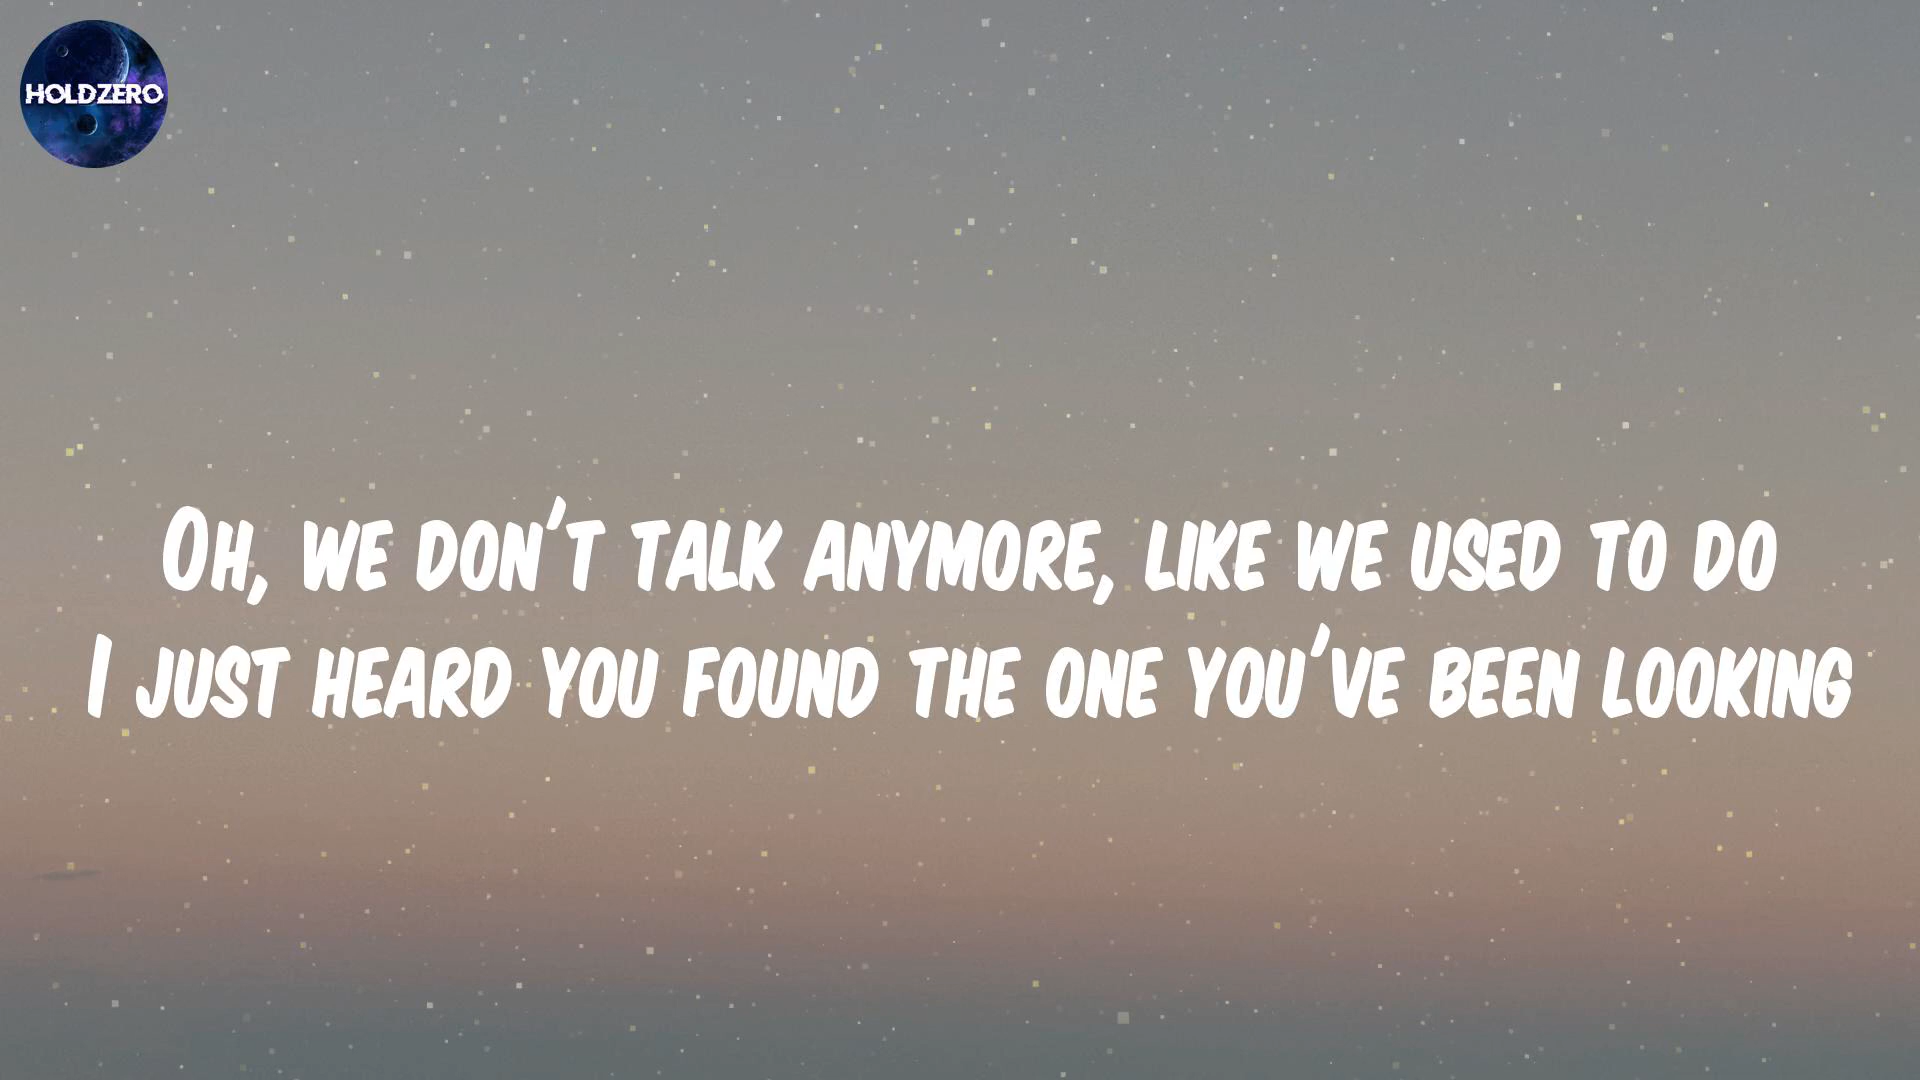 HOLDZERO
Oh, we don't talk anymore, like we used to do
I just heard you found the one you've been looking